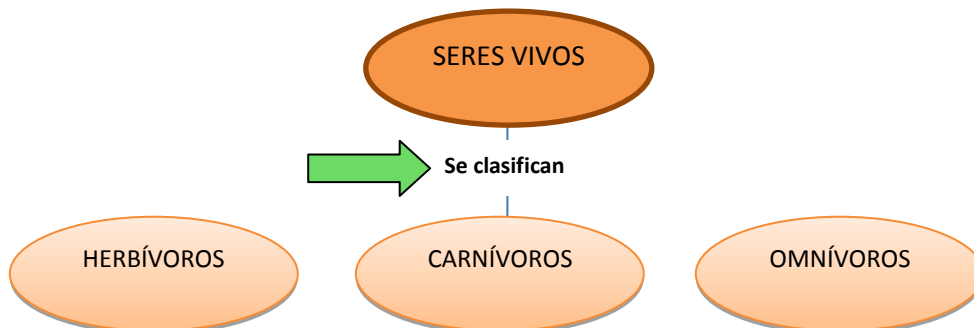 SERES VIVOS
Se clasifican
HERBÍVOROS
CARNÍVOROS
OMNÍVOROS